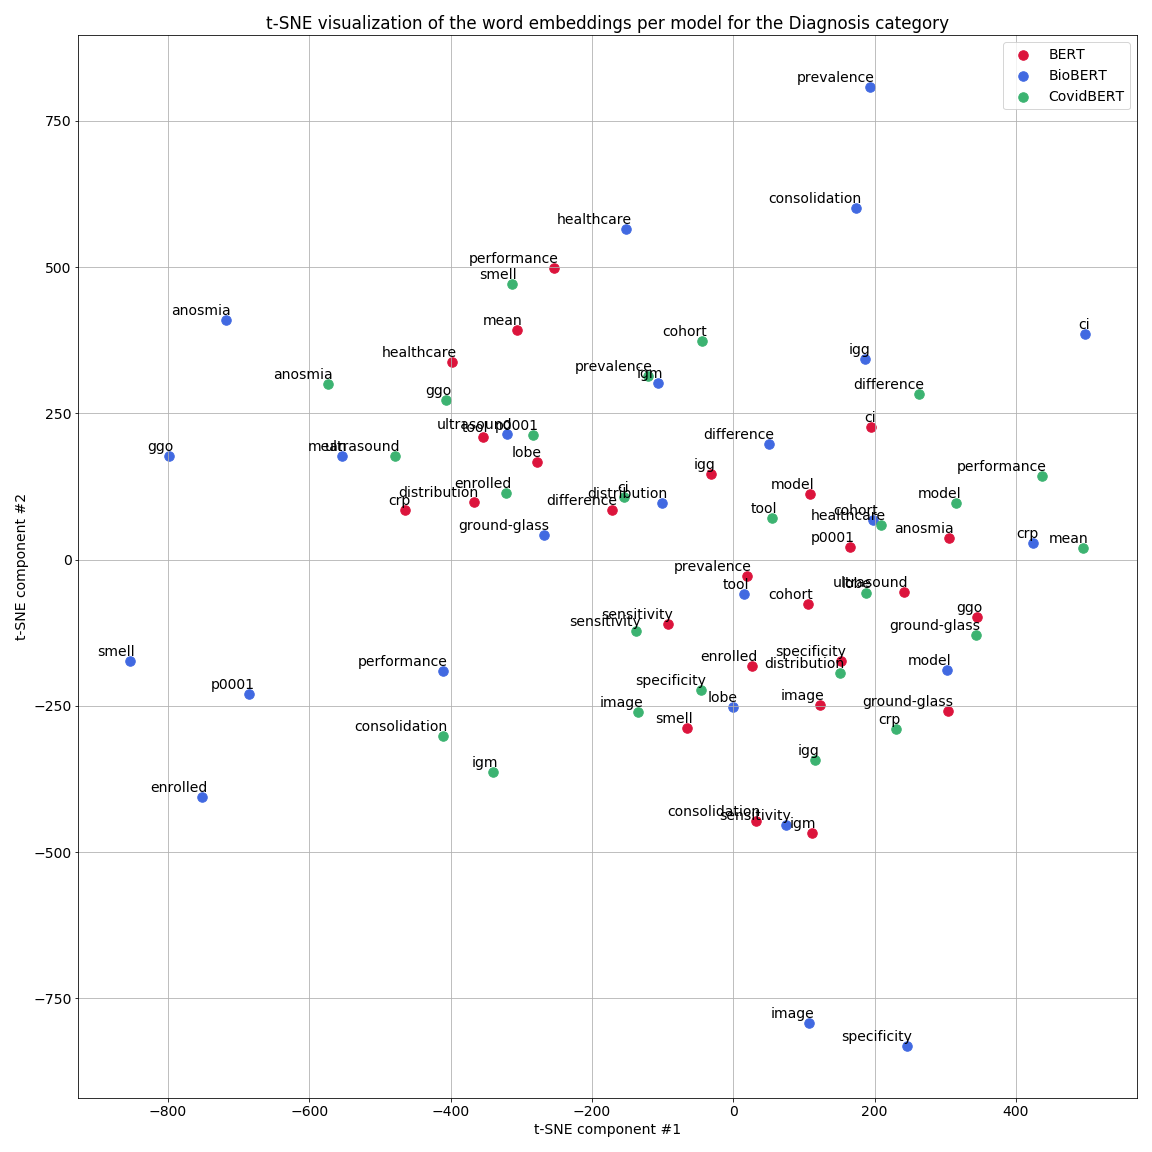 t-SNE visualization of the word embeddings per model for the Diagnosis category
BERT
BioBERT
CovidBERT
prevalence
consolidation
healthcare
performance
smell
mean
anosmia
ci
cohort
healthcare
igg
prevalence
igm
anosmia
difference
ggo
ci
ultrasound
tool
p0001
difference
ggo
mean
ultrasound
lobe
igg
performance
enrolled
model
ci
distribution
distribution
model
crp
difference
tool
cohort
healthcare
ground-glass
anosmia
crp
p0001
mean
prevalence
tool
ultrasound
lobe
cohort
ggo
sensitivity
sensitivity
ground-glass
smell
performance
enrolled
specificity
distribution
model
p0001
specificity
lobe
image
image
ground-glass
smell
crp
consolidation
igg
igm
enrolled
consolidation
sensitivity
igm
image
specificity
750
500
250
0
−250
−500
−750
−800
−600
−400
−200
0
200
400
t-SNE component #1
t-SNE component #2